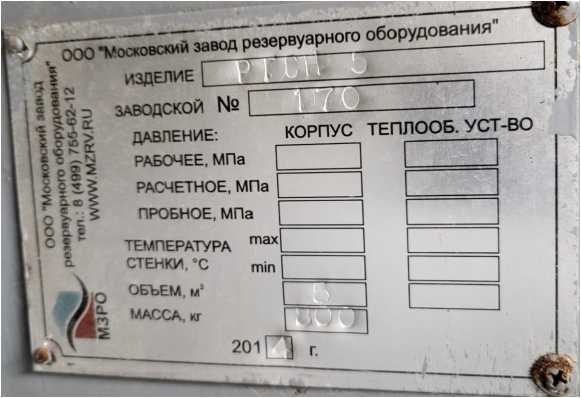 ООО "Московский завод резервуарного оборудования"
ИЗДЕЛИЕ РГСП 5
ЗАВОДСКОЙ № 170
ДАВЛЕНИЕ: КОРПУС ТЕПЛООБ. УСТ-ВО
РАБОЧЕЕ, МПа
РАСЧЕТНОЕ, МПа
ПРОБНОЕ, МПа
ТЕМПЕРАТУРА max
СТЕНКИ, °С min
ОБЪЕМ, м³ 5
МАССА, кг
201 г.
ООО "Московский завод
резервуарного оборудования"
тел.: 8 (499) 755-62-12
WWW.MZRV.RU
МЗРО